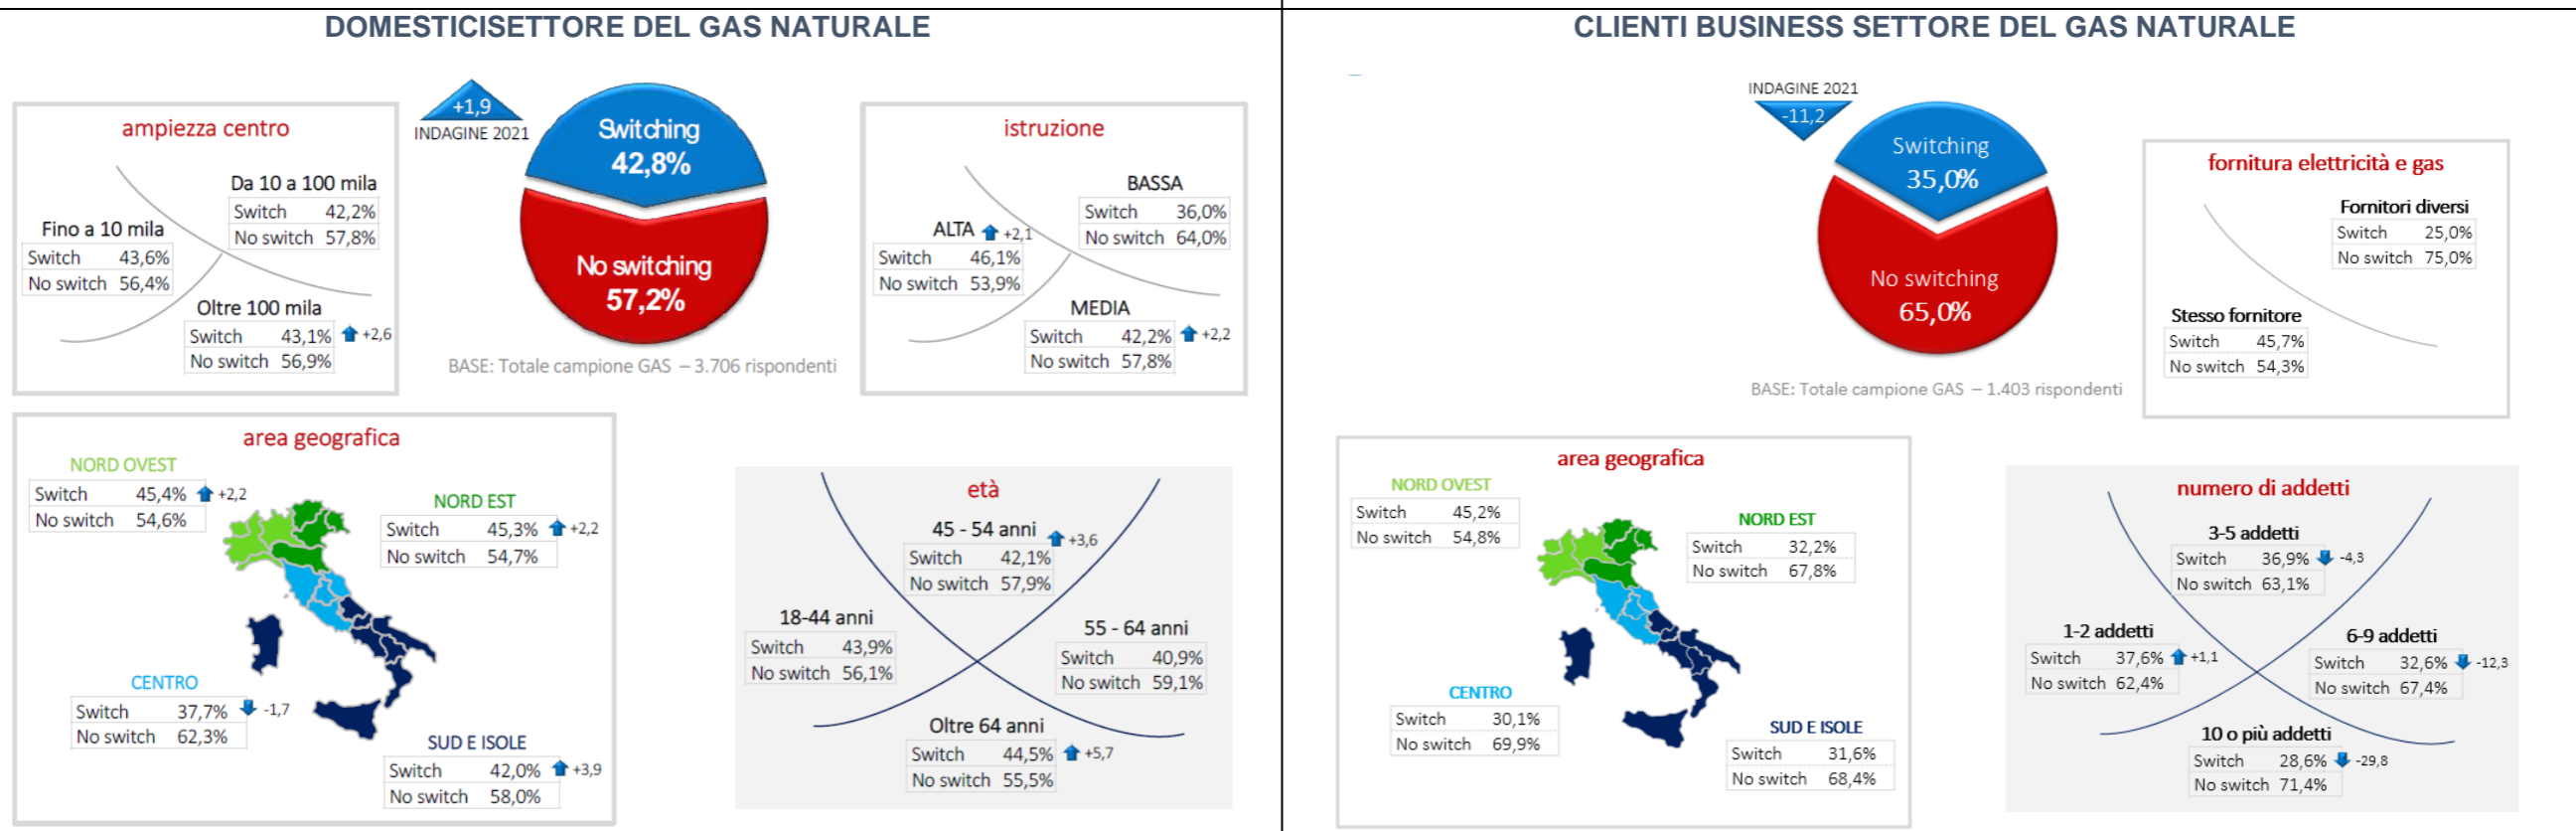 DOMESTICISETTORE DEL GAS NATURALE
ampiezza centro
Da 10 a 100 mila
Switch 42,2%
No switch 57,8%
Fino a 10 mila
Switch 43,6%
No switch 56,4%
Oltre 100 mila
Switch 43,1% +2,6
No switch 56,9%
+1,9
INDAGINE 2021
Switching
42,8%
No switching
57,2%
BASE: Totale campione GAS – 3.706 rispondenti
istruzione
BASSA
Switch 36,0%
No switch 64,0%
ALTA +2,1
Switch 46,1%
No switch 53,9%
MEDIA
Switch 42,2% +2,2
No switch 57,8%
area geografica
NORD OVEST
Switch 45,4% +2,2
No switch 54,6%
NORD EST
Switch 45,3% +2,2
No switch 54,7%
CENTRO
Switch 37,7% -1,7
No switch 62,3%
SUD E ISOLE
Switch 42,0% +3,9
No switch 58,0%
età
45 - 54 anni +3,6
Switch 42,1%
No switch 57,9%
18-44 anni
Switch 43,9%
No switch 56,1%
55 - 64 anni
Switch 40,9%
No switch 59,1%
Oltre 64 anni
Switch 44,5% +5,7
No switch 55,5%
CLIENTI BUSINESS SETTORE DEL GAS NATURALE
INDAGINE 2021
-11,2
Switching
35,0%
No switching
65,0%
BASE: Totale campione GAS – 1.403 rispondenti
fornitura elettricità e gas
Fornitori diversi
Switch 25,0%
No switch 75,0%
Stesso fornitore
Switch 45,7%
No switch 54,3%
area geografica
NORD OVEST
Switch 45,2%
No switch 54,8%
NORD EST
Switch 32,2%
No switch 67,8%
CENTRO
Switch 30,1%
No switch 69,9%
SUD E ISOLE
Switch 31,6%
No switch 68,4%
numero di addetti
3-5 addetti
Switch 36,9% -4,3
No switch 63,1%
1-2 addetti
Switch 37,6% +1,1
No switch 62,4%
6-9 addetti
Switch 32,6% -12,3
No switch 67,4%
10 o più addetti
Switch 28,6% -29,8
No switch 71,4%